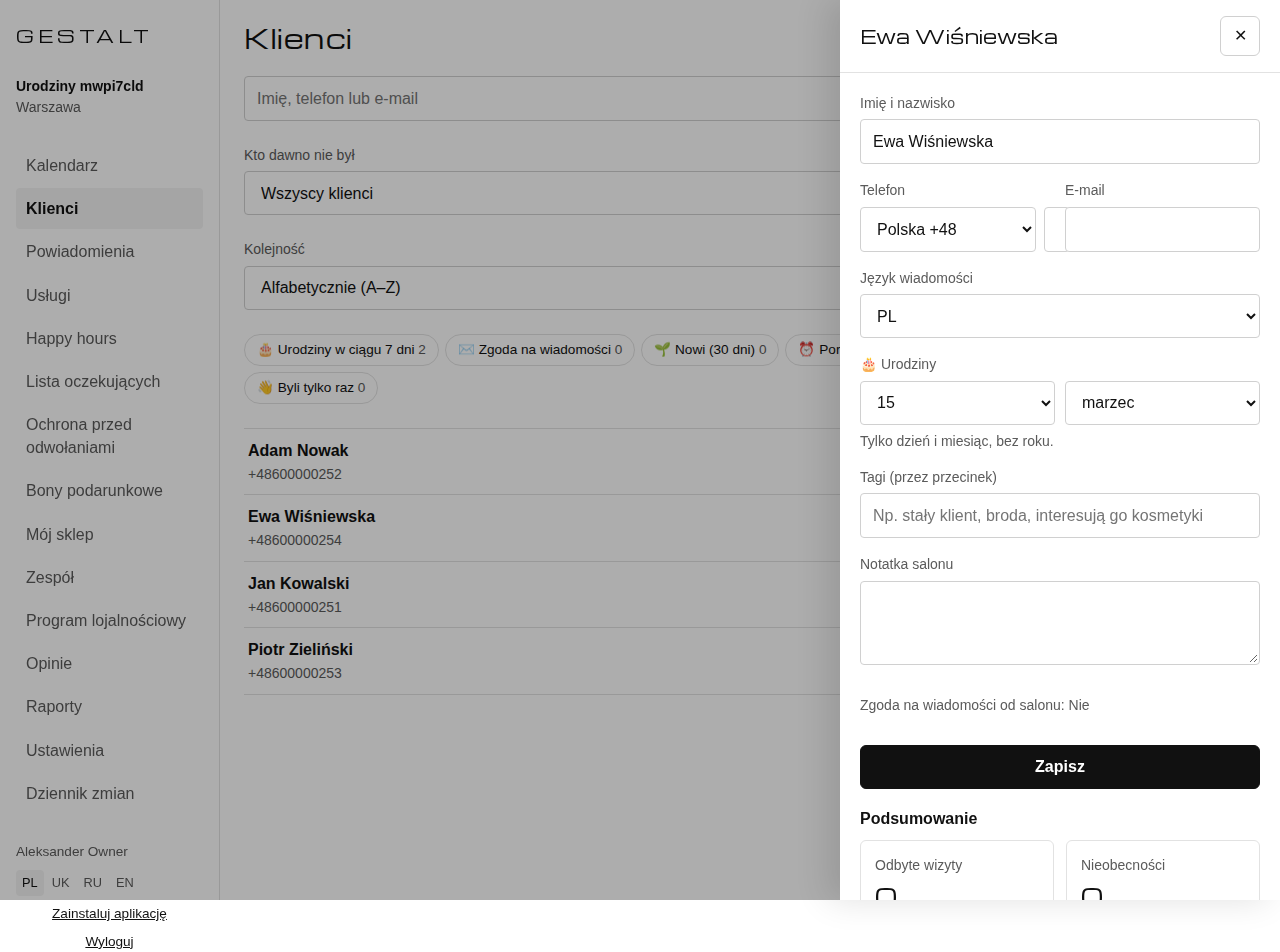 GESTALT
Urodziny mwpi7cld
Warszawa
Kalendarz
Klienci
Powiadomienia
Usługi
Happy hours
Lista oczekujących
Ochrona przed
odwołaniami
Bony podarunkowe
Mój sklep
Zespół
Program lojalnościowy
Opinie
Raporty
Ustawienia
Dziennik zmian
Aleksander Owner
PL UK RU EN
Zainstaluj aplikację
Wyloguj
Klienci
Imię, telefon lub e-mail
Kto dawno nie był
Wszyscy klienci
Kolejność
Alfabetycznie (A–Z)
🎂 Urodziny w ciągu 7 dni 2 ✉️ Zgoda na wiadomości 0 🌱 Nowi (30 dni) 0 ⏰
👋 Byli tylko raz 0
Adam Nowak
+48600000252
Ewa Wiśniewska
+48600000254
Jan Kowalski
+48600000251
Piotr Zieliński
+48600000253
Ewa Wiśniewska ✕
Imię i nazwisko
Ewa Wiśniewska
Telefon E-mail
Polska +48
Język wiadomości
PL
🎂 Urodziny
15 marzec
Tylko dzień i miesiąc, bez roku.
Tagi (przez przecinek)
Np. stały klient, broda, interesują go kosmetyki
Notatka salonu
Zgoda na wiadomości od salonu: Nie
Zapisz
Podsumowanie
Odbyte wizyty Nieobecności